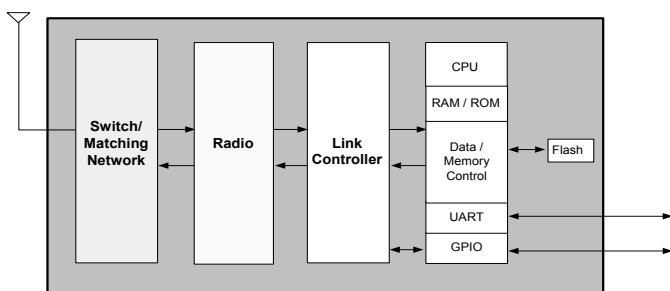 Switch/
Matching
Network
Radio
Link
Controller
CPU
RAM / ROM
Data /
Memory
Control
Flash
UART
GPIO